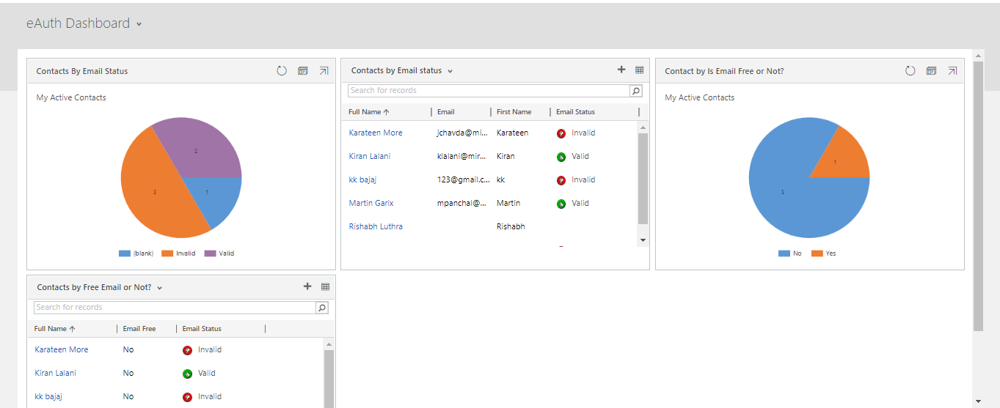 eAuth Dashboard
Contacts By Email Status
My Active Contacts
2
3
1
(blank) Invalid Valid
Contacts by Email status
Search for records
Full Name Email First Name Email Status
Karateen More jchavda@mi... Karateen Invalid
Kiran Lalani klalani@mir... Kiran Valid
kk bajaj 123@gmail.c... kk Invalid
Martin Garix mpanchal@... Martin Valid
Rishabh Luthra Rishabh
Contact by Is Email Free or Not?
My Active Contacts
1
5
No Yes
Contacts by Free Email or Not?
Search for records
Full Name Email Free Email Status
Karateen More No Invalid
Kiran Lalani No Valid
kk bajaj No Invalid